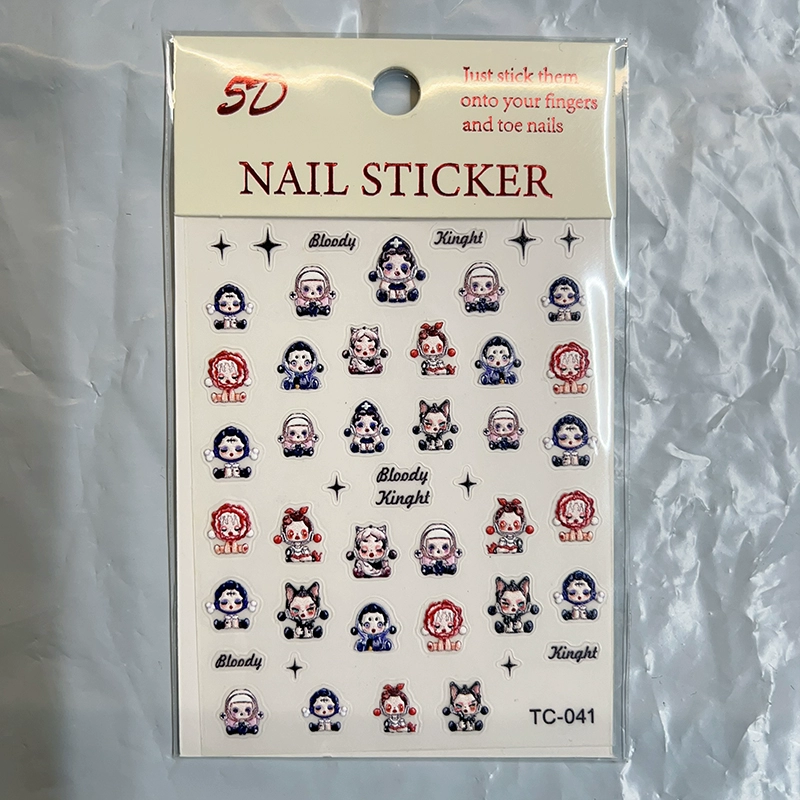 5D
Just stick them
onto your fingers
and toe nails
NAIL STICKER
Bloody Kinght
Bloody
Kinght
Bloody Kinght
TC-041